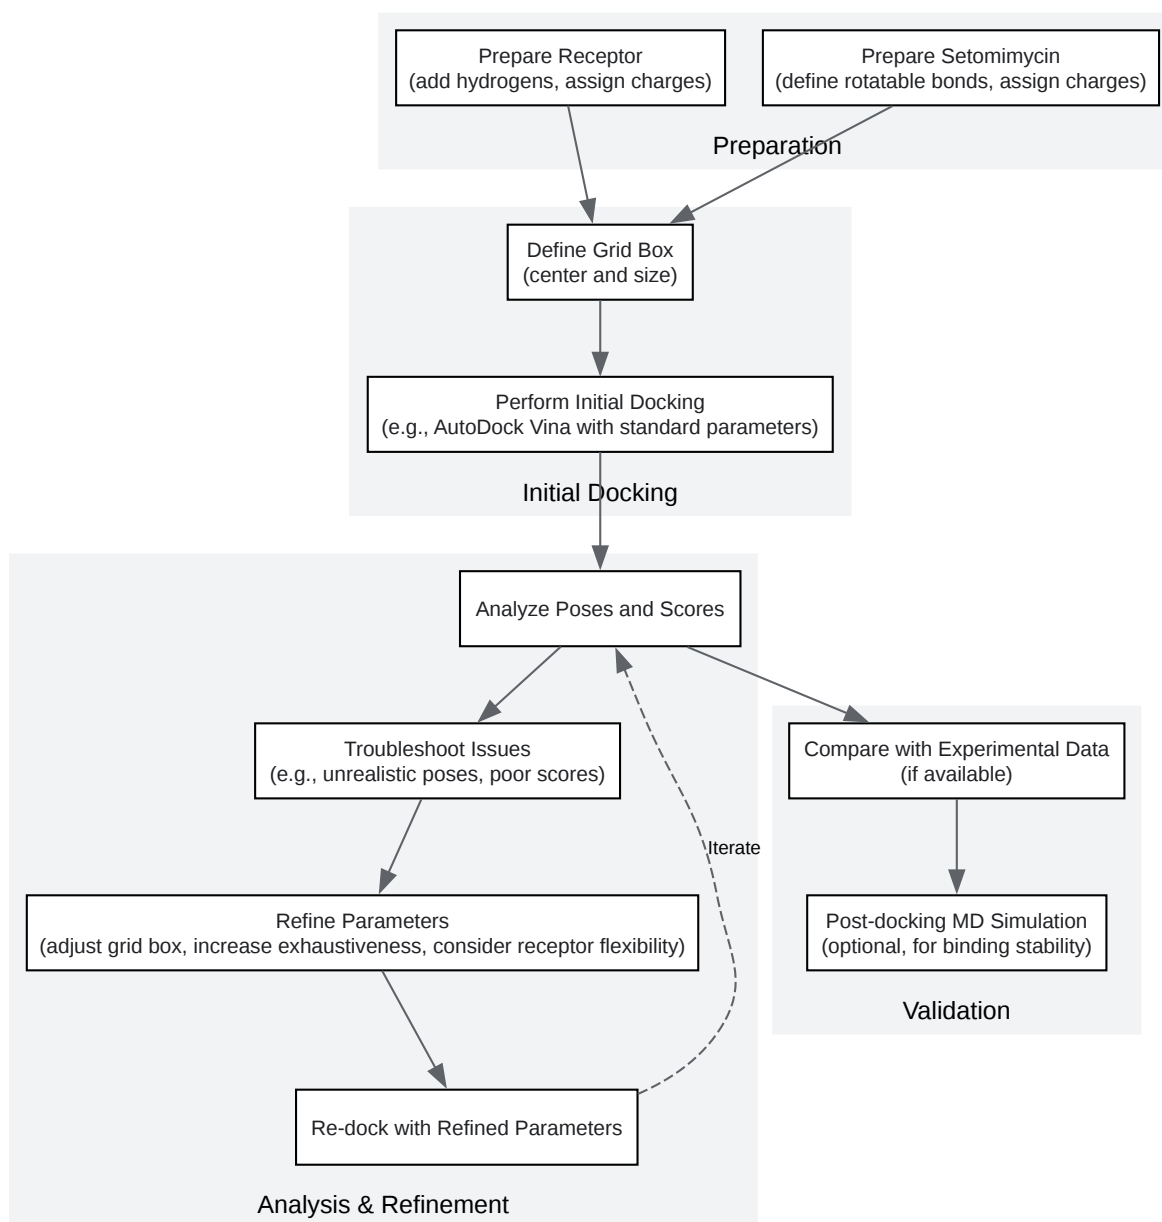 Prepare Receptor
(add hydrogens, assign charges)
Prepare Setomimycin
(define rotatable bonds, assign charges)
Preparation
Define Grid Box
(center and size)
Perform Initial Docking
(e.g., AutoDock Vina with standard parameters)
Initial Docking
Analyze Poses and Scores
Troubleshoot Issues
(e.g., unrealistic poses, poor scores)
Compare with Experimental Data
(if available)
Iterate
Refine Parameters
(adjust grid box, increase exhaustiveness, consider receptor flexibility)
Post-docking MD Simulation
(optional, for binding stability)
Validation
Re-dock with Refined Parameters
Analysis & Refinement